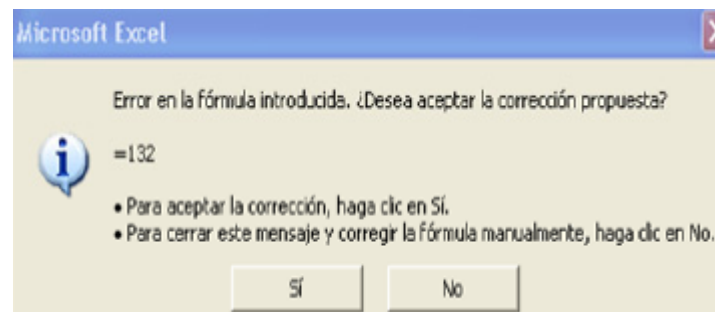 Microsoft Excel
Error en la fórmula introducida. ¿Desea aceptar la corrección propuesta?
=132
• Para aceptar la corrección, haga clic en Sí.
• Para cerrar este mensaje y corregir la fórmula manualmente, haga clic en No.
Sí
No